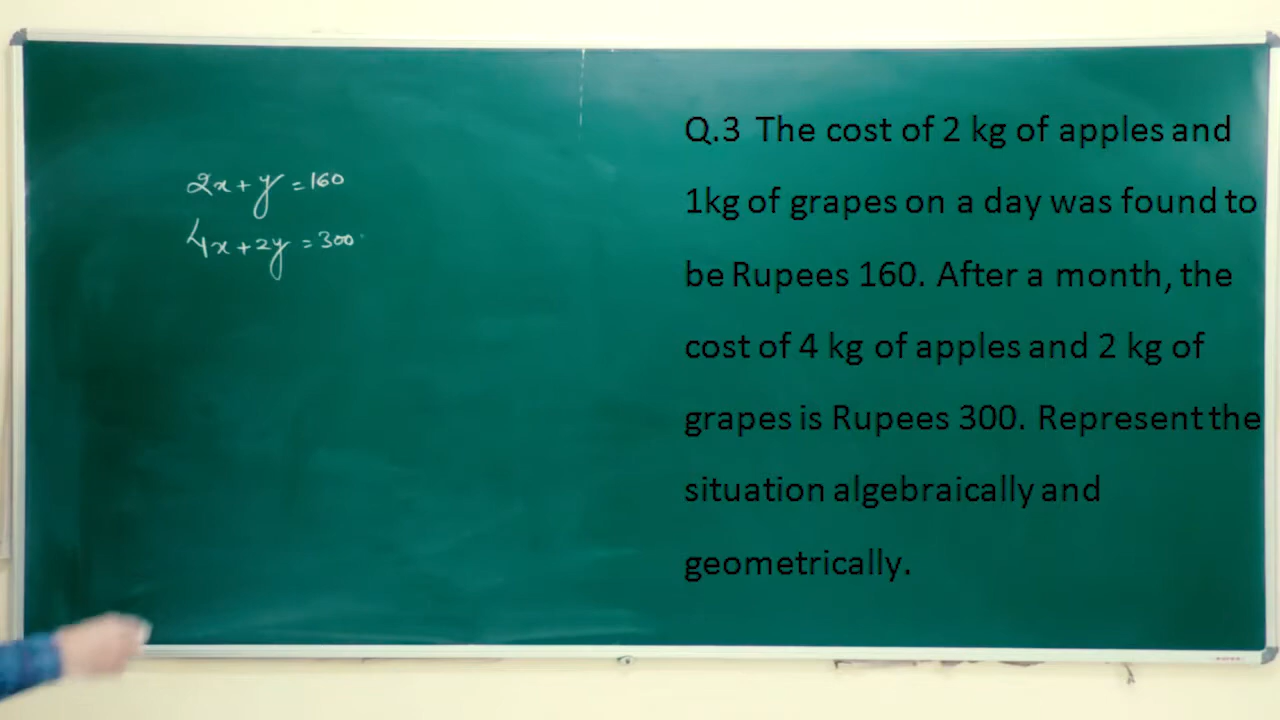 2x + y = 160
4x + 2y = 300
Q.3 The cost of 2 kg of apples and
1kg of grapes on a day was found to
be Rupees 160. After a month, the
cost of 4 kg of apples and 2 kg of
grapes is Rupees 300. Represent the
situation algebraically and
geometrically.